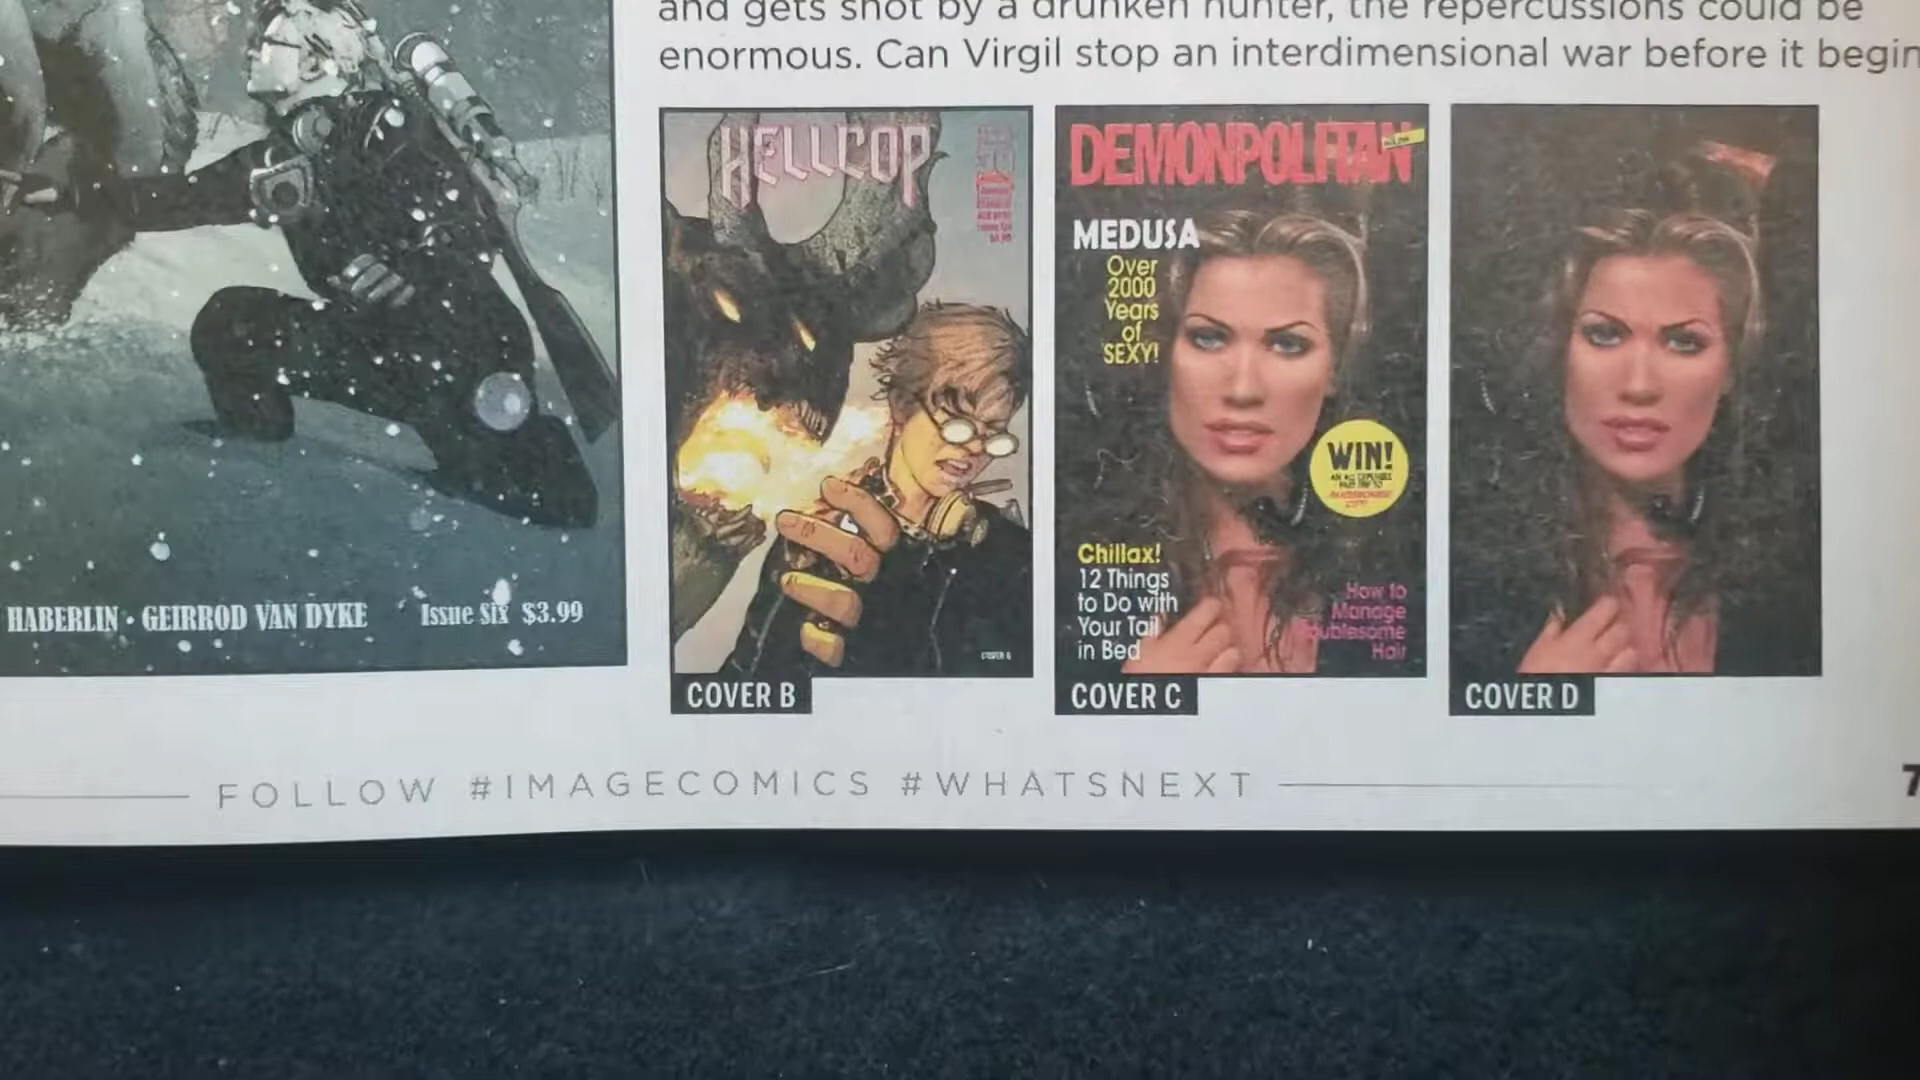 and gets shot by a drunken hunter, the repercussions could be
enormous. Can Virgil stop an interdimensional war before it begin
HELLCOP
COVER B
DEMONPOLITAN
MEDUSA
Over
2000
Years
of
SEXY!
WIN!
Chillax!
12 Things
to Do with
Your Tail
in Bed
How to
Manage
oublesome
Hair
COVER C
COVER D
HABERLIN • GEIRROD VAN DYKE Issue Six $3.99
FOLLOW #IMAGECOMICS #WHATSNEXT
7